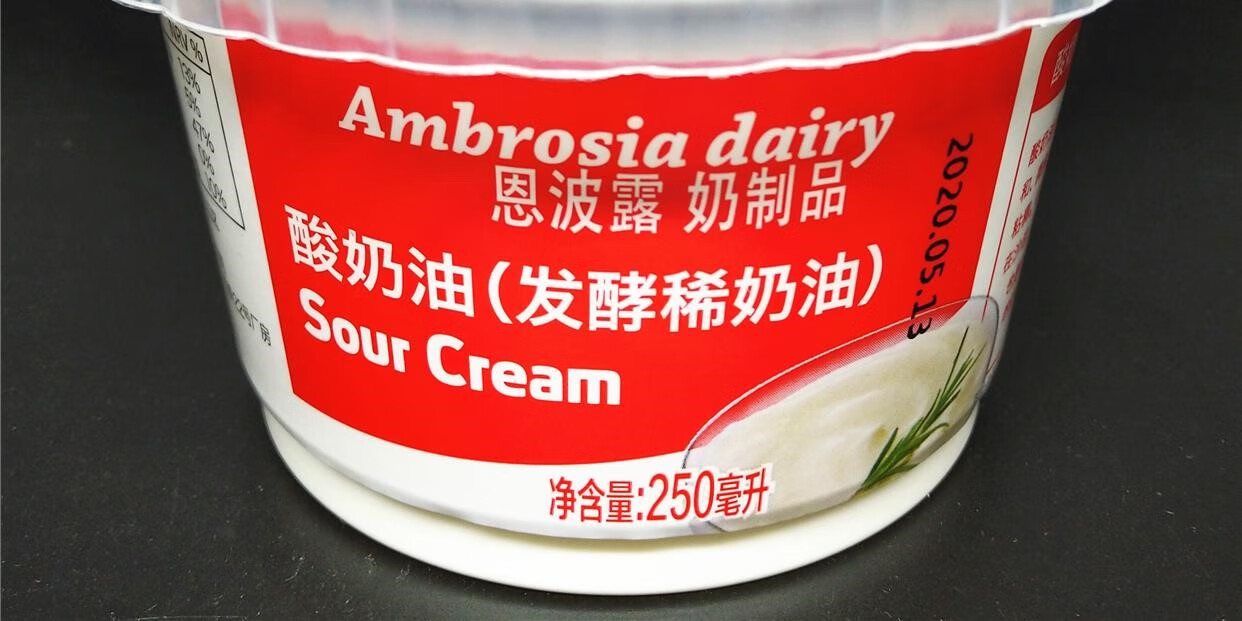 Ambrosia dairy
恩波露 奶制品
酸奶油(发酵稀奶油)
Sour Cream
净含量:250毫升
2020.05.13
NRV%